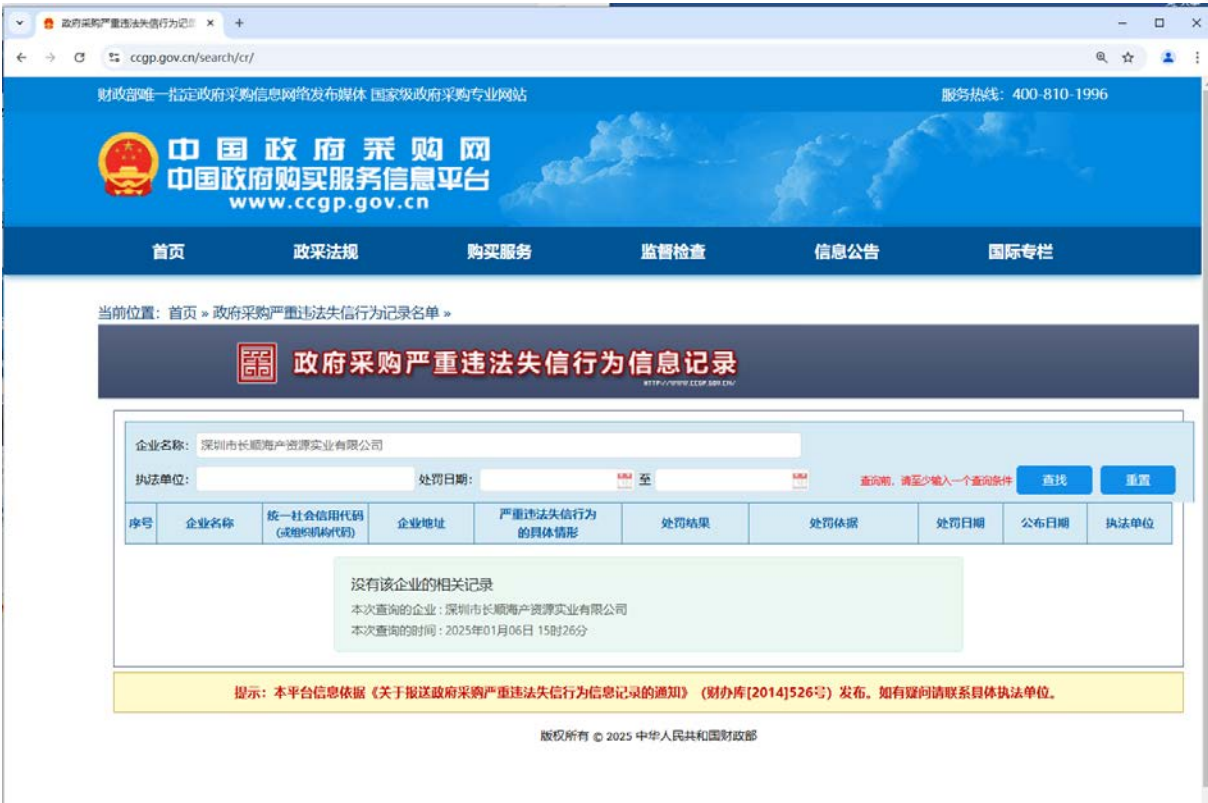 政府采购严重违法失信行为记
ccgp.gov.cn/search/cr/
财政部唯一指定政府采购信息网络发布媒体 国家级政府采购专业网站
服务热线：400-810-1996
中国政府采购网
中国政府购买服务信息平台
www.ccgp.gov.cn
首页 政采法规 购买服务 监督检查 信息公告 国际专栏
当前位置：首页 » 政府采购严重违法失信行为记录名单 »
政府采购严重违法失信行为信息记录
HTTP://WWW.CCGP.GOV.CN/
企业名称： 深圳市长顺海产资源实业有限公司
执法单位： 处罚日期： 至 查询前，请至少输入一个查询条件 查找 重置
序号 企业名称 统一社会信用代码 (或组织机构代码) 企业地址 严重违法失信行为 的具体情形 处罚结果 处罚依据 处罚日期 公布日期 执法单位
没有该企业的相关记录
本次查询的企业：深圳市长顺海产资源实业有限公司
本次查询的时间：2025年01月06日 15时26分
提示：本平台信息依据《关于报送政府采购严重违法失信行为信息记录的通知》（财办库[2014]526号）发布。如有疑问请联系具体执法单位。
版权所有 © 2025 中华人民共和国财政部